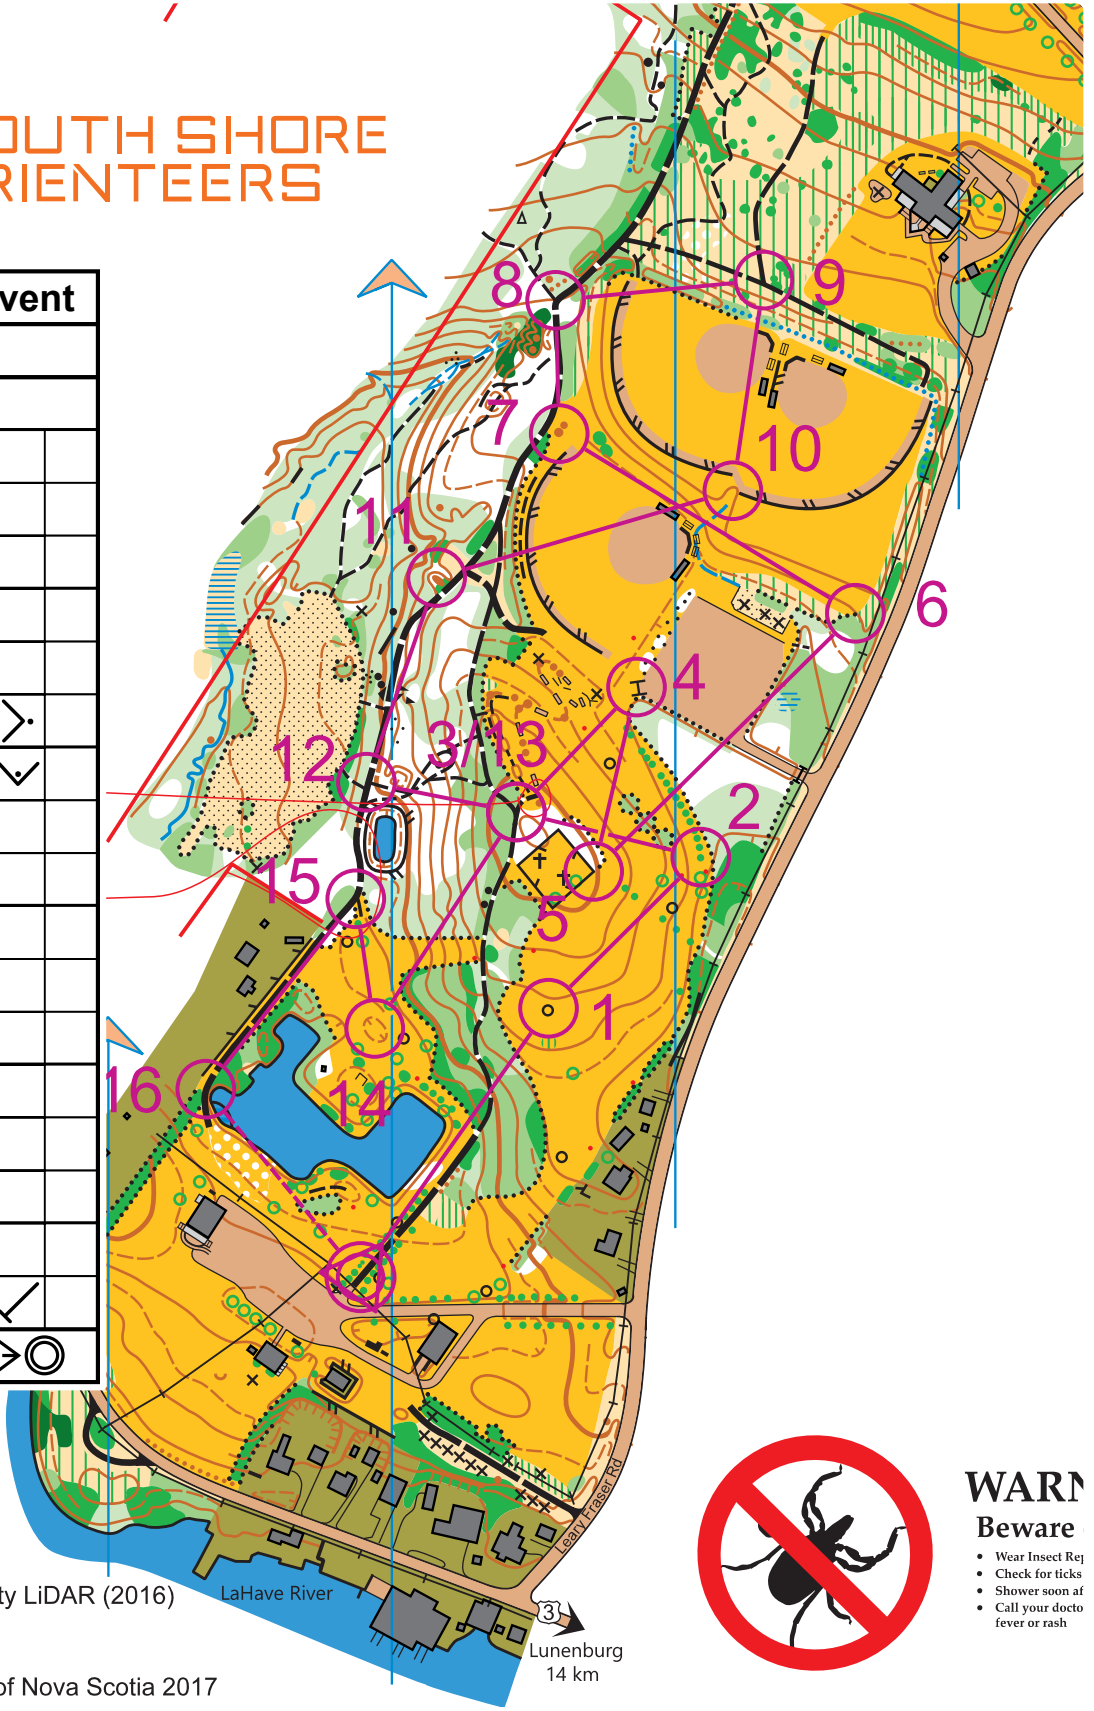 OUTH SHORE
RIENTEERS
vent
8
9
7
10
11
6
4
3/13
12
2
15
5
1
16
14
Leary Fraser Rd
WARN
Beware
• Wear Insect Rep
• Check for ticks
• Shower soon af
• Call your docto
fever or rash
ty LiDAR (2016)
LaHave River
3
Lunenburg
14 km
of Nova Scotia 2017